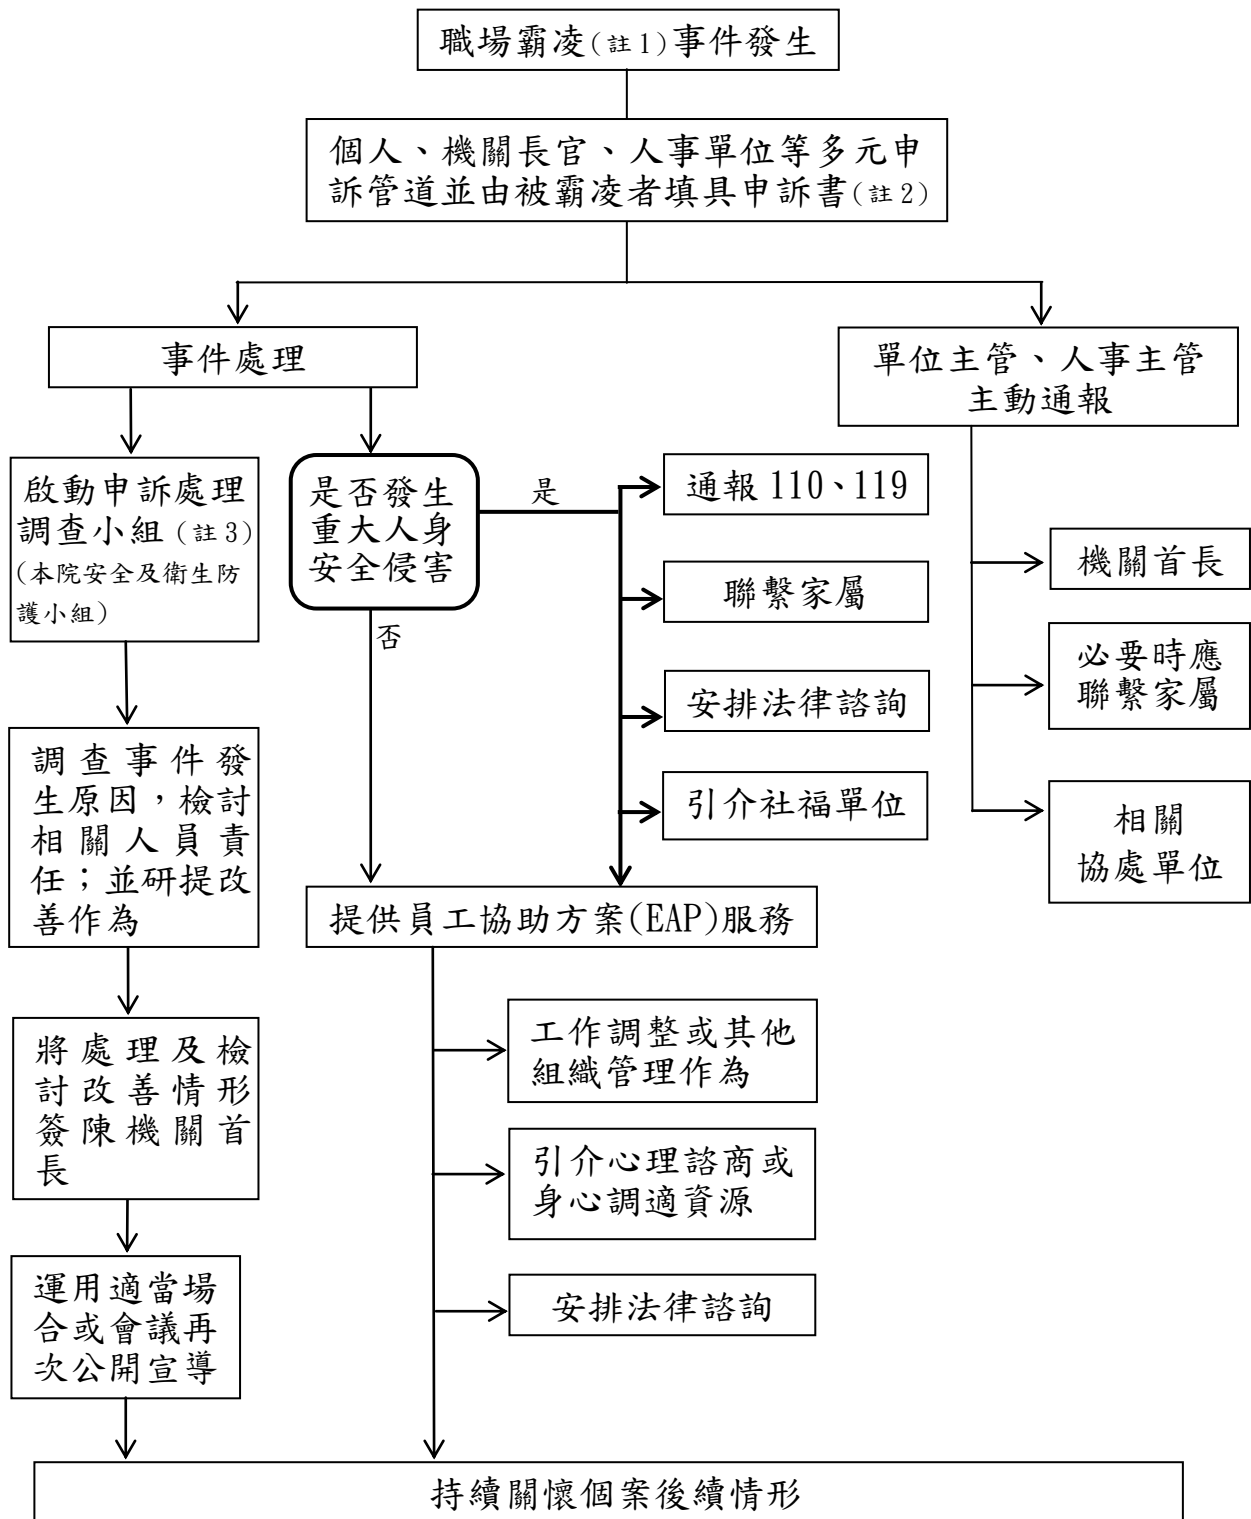 職場霸凌(註1)事件發生
個人、機關長官、人事單位等多元申
訴管道並由被霸凌者填具申訴書(註2)
事件處理
單位主管、人事主管
主動通報
啟動申訴處理
調查小組(註3)
(本院安全及衛生防
護小組)
是否發生
重大人身
安全侵害
是
否
通報110、119
聯繫家屬
安排法律諮詢
引介社福單位
機關首長
必要時應
聯繫家屬
相關
協處單位
調查事件發
生原因，檢討
相關人員責
任；並研提改
善作為
提供員工協助方案(EAP)服務
將處理及檢
討改善情形
簽陳機關首
長
工作調整或其他
組織管理作為
引介心理諮商或
身心調適資源
安排法律諮詢
運用適當場
合或會議再
次公開宣導
持續關懷個案後續情形